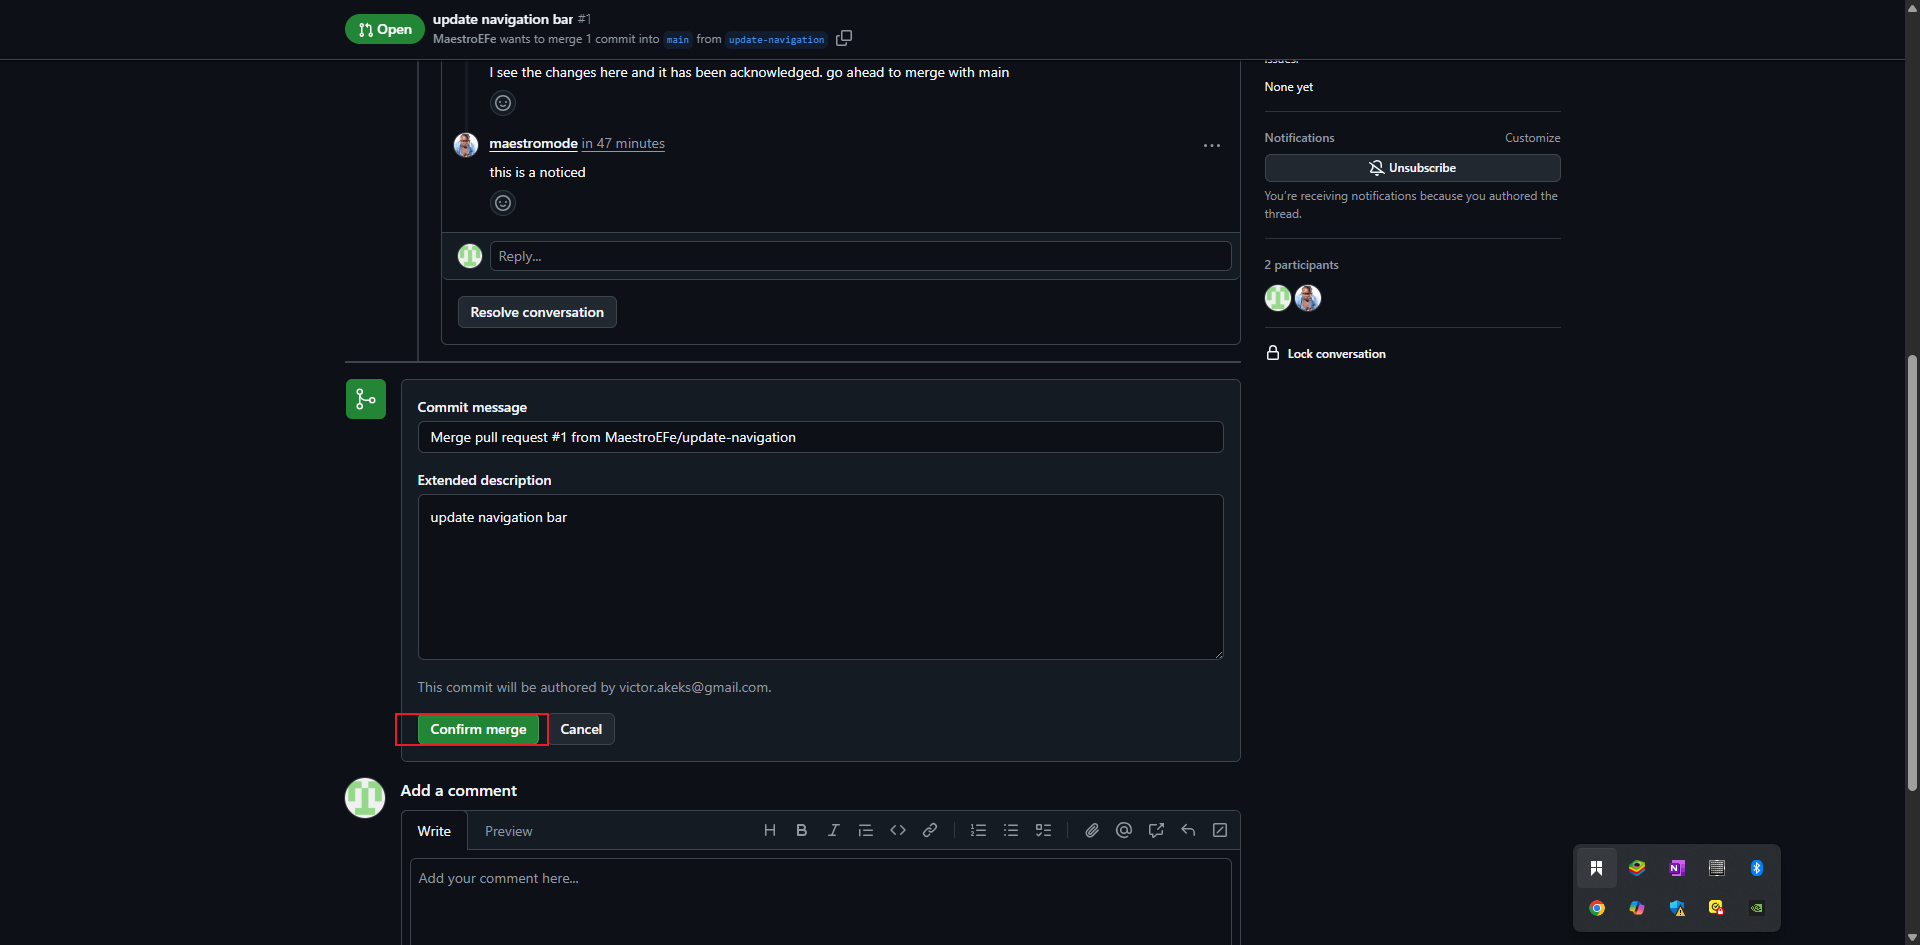 Open
update navigation bar #1
MaestroEFe wants to merge 1 commit into main from update-navigation
I see the changes here and it has been acknowledged. go ahead to merge with main
maestromode in 47 minutes
this is a noticed
Reply...
Resolve conversation
issues.
None yet
Notifications
Customize
Unsubscribe
You're receiving notifications because you authored the
thread.
2 participants
Lock conversation
Commit message
Merge pull request #1 from MaestroEFe/update-navigation
Extended description
update navigation bar
This commit will be authored by victor.akeks@gmail.com.
Confirm merge
Cancel
Add a comment
Write
Preview
Add your comment here...